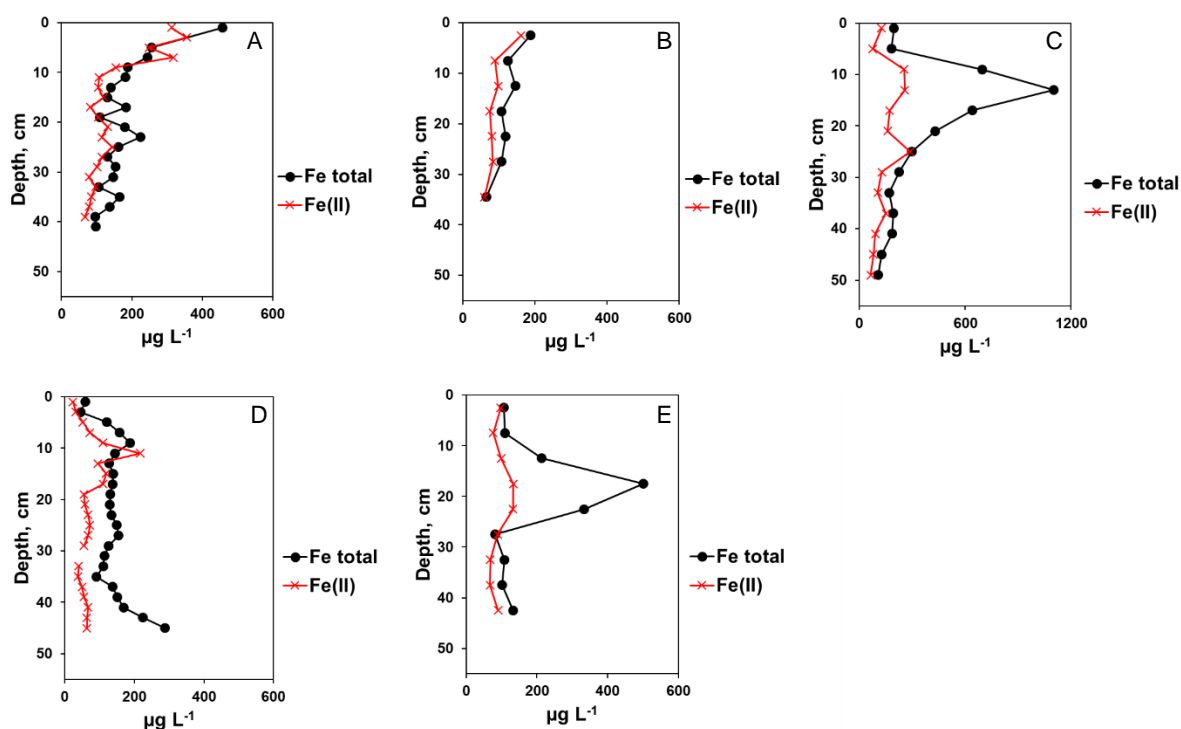 A
0
10
20
30
40
50
Depth, cm
0 200 400 600
µg L-1
Fe total
Fe(II)
B
0
10
20
30
40
50
Depth, cm
0 200 400 600
µg L-1
Fe total
Fe(II)
C
0
10
20
30
40
50
Depth, cm
0 600 1200
µg L-1
Fe total
Fe(II)
D
0
10
20
30
40
50
Depth, cm
0 200 400 600
µg L-1
Fe total
Fe(II)
E
0
10
20
30
40
50
Depth, cm
0 200 400 600
µg L-1
Fe total
Fe(II)